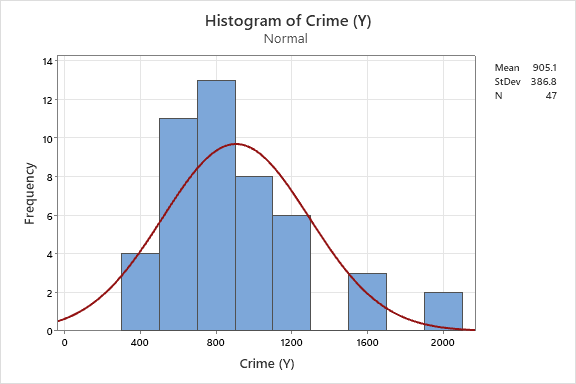 Histogram of Crime (Y)
Normal
Mean 905.1
StDev 386.8
N 47
14
12
10
8
6
4
2
0
Frequency
0 400 800 1200 1600 2000
Crime (Y)